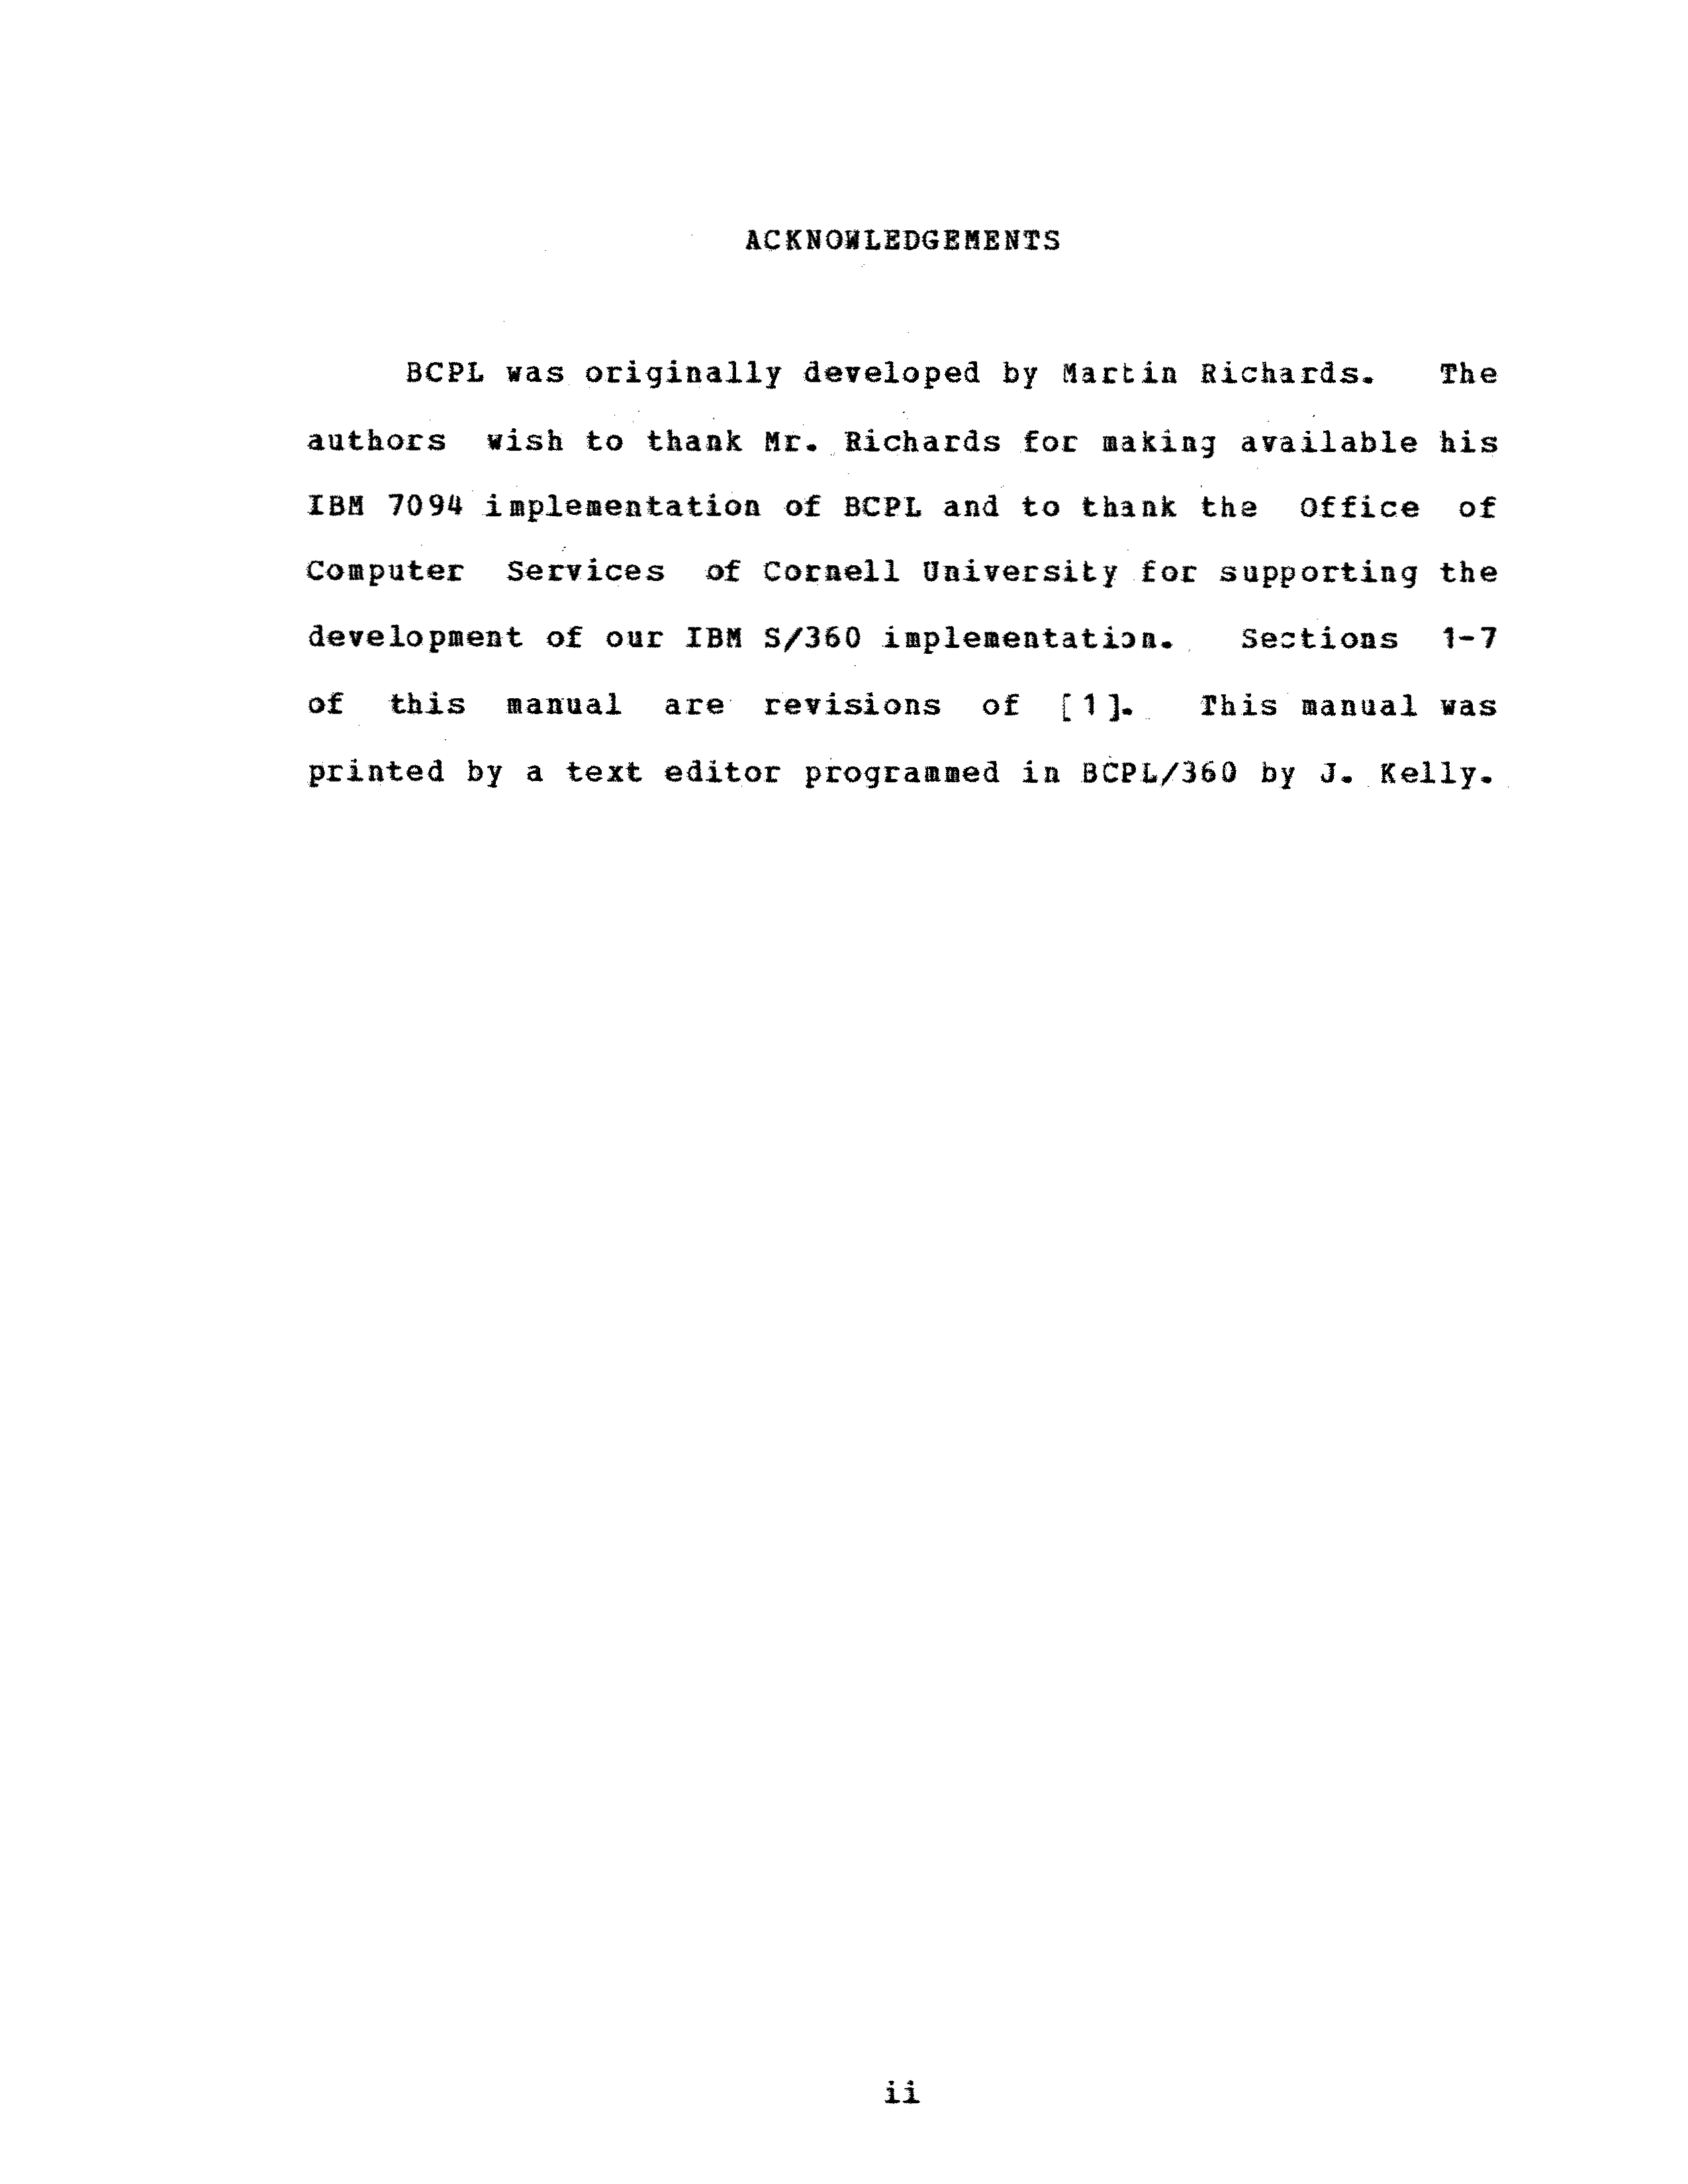 ACKNOWLEDGEMENTS
BCPL was originally developed by Martin Richards. The
authors wish to thank Mr. Richards for making available his
IBM 7094 implementation of BCPL and to thank the Office of
Computer Services of Cornell University for supporting the
development of our IBM S/360 implementation. Sections 1-7
of this manual are revisions of [1]. This manual was
printed by a text editor programmed in BCPL/360 by J. Kelly.
ii